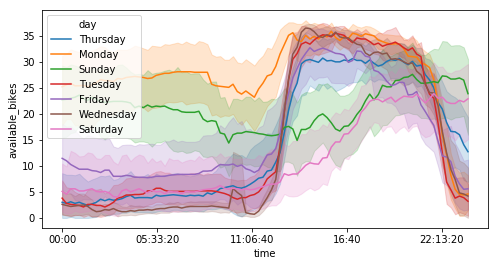 day
Thursday
Monday
Sunday
Tuesday
Friday
Wednesday
Saturday
available_bikes
35
30
25
20
15
10
5
0
00:00 05:33:20 11:06:40 16:40 22:13:20
time